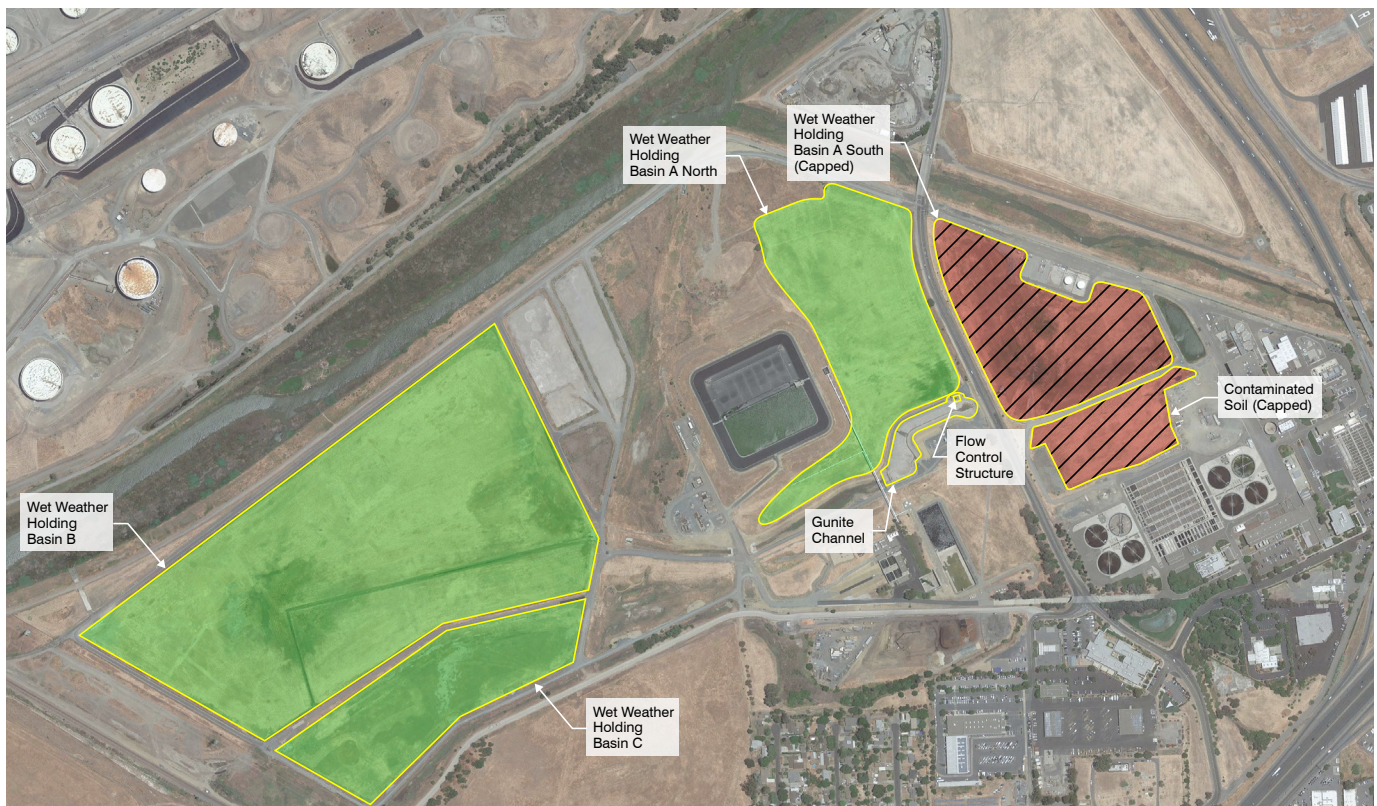 Wet Weather
Holding
Basin A North
Wet Weather
Holding
Basin A South
(Capped)
Contaminated
Soil (Capped)
Flow
Control
Structure
Gunite
Channel
Wet Weather
Holding
Basin B
Wet Weather
Holding
Basin C